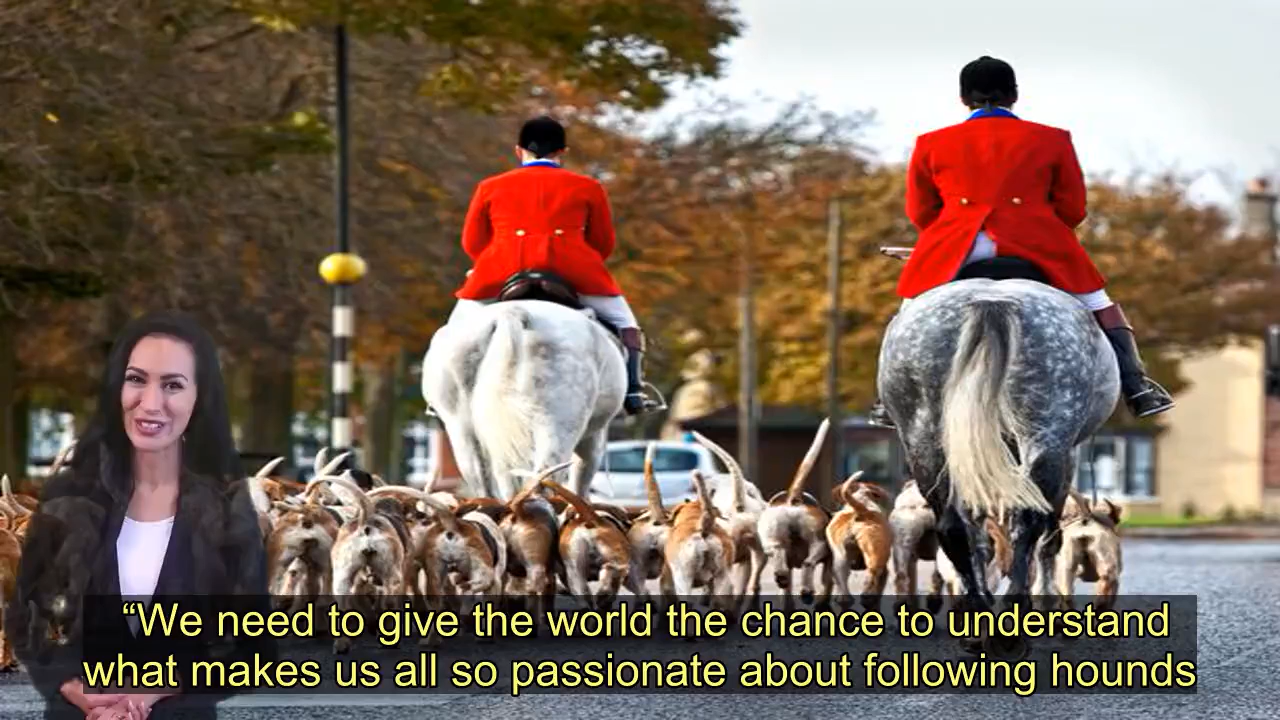 “We need to give the world the chance to understand
what makes us all so passionate about following hounds